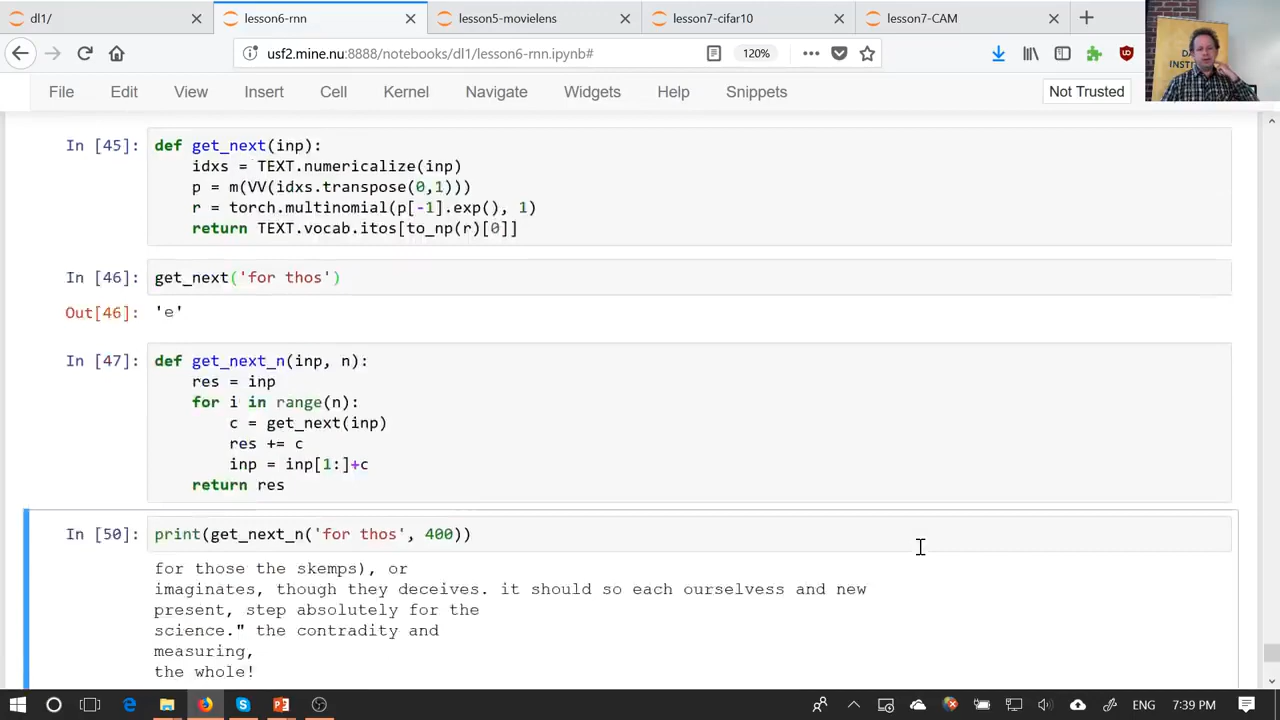 dl1/
lesson6-rnn
lesson5-movielens
lesson7-cifar10
lesson7-CAM
usf2.mine.nu:8888/notebooks/dl1/lesson6-rnn.ipynb#
120%
File Edit View Insert Cell Kernel Navigate Widgets Help Snippets
Not Trusted
In [45]: def get_next(inp):
idxs = TEXT.numericalize(inp)
p = m(VV(idxs.transpose(0,1)))
r = torch.multinomial(p[-1].exp(), 1)
return TEXT.vocab.itos[to_np(r)[0]]
In [46]: get_next('for thos')
Out[46]: 'e'
In [47]: def get_next_n(inp, n):
res = inp
for i in range(n):
c = get_next(inp)
res += c
inp = inp[1:]+c
return res
In [50]: print(get_next_n('for thos', 400))
for those the skemps), or
imaginates, though they deceives. it should so each ourselvess and new
present, step absolutely for the
science." the contradity and
measuring,
the whole!
ENG 7:39 PM